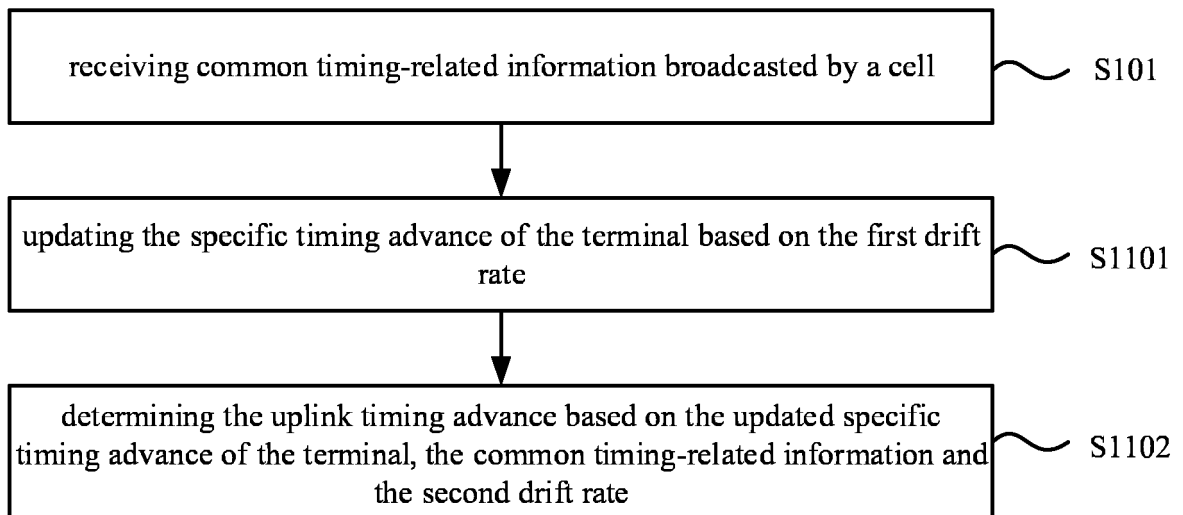 receiving common timing-related information broadcasted by a cell
S101
updating the specific timing advance of the terminal based on the first drift
rate
S1101
determining the uplink timing advance based on the updated specific
timing advance of the terminal, the common timing-related information and
the second drift rate
S1102